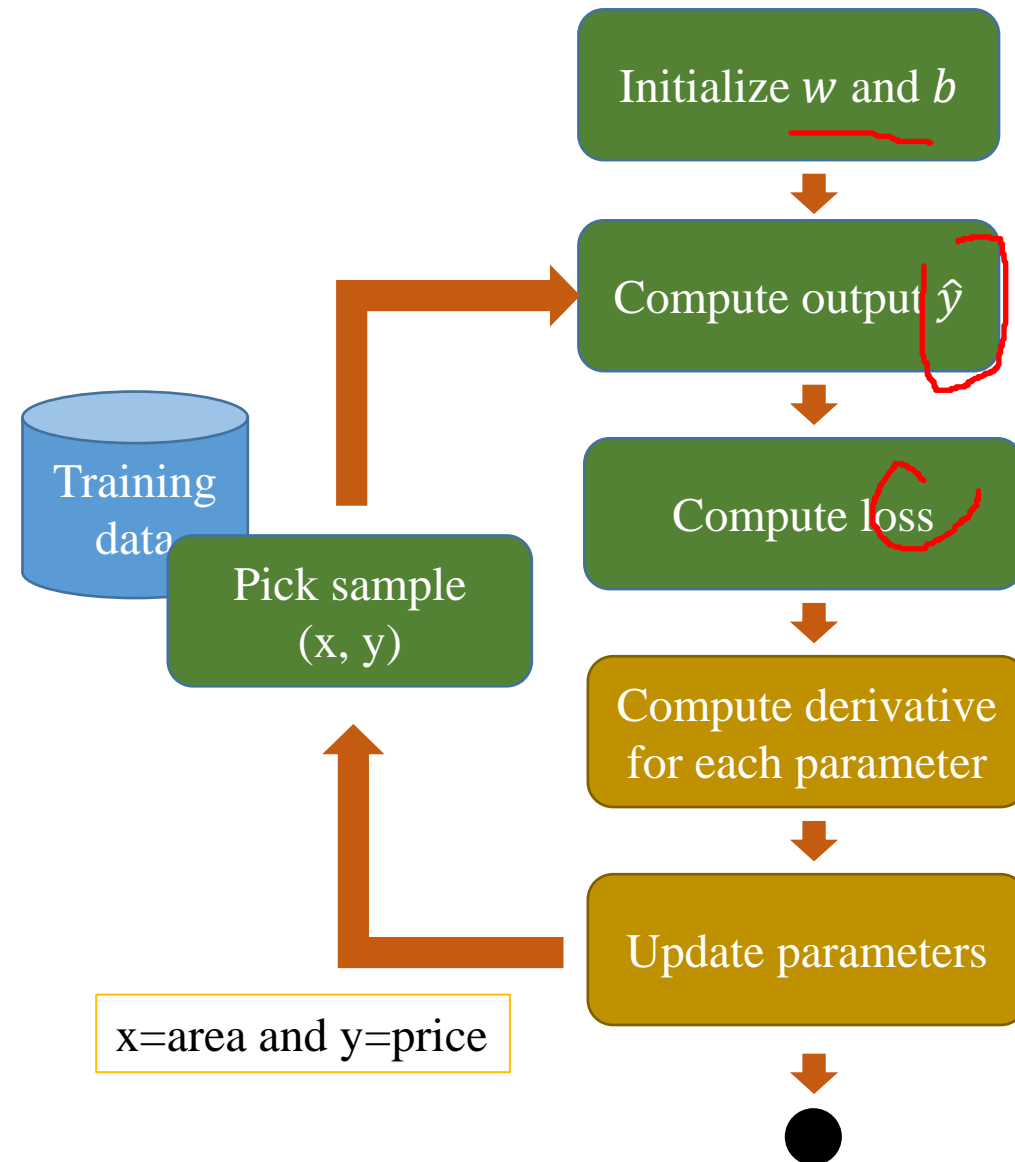 Initialize w and b
Compute output ŷ
Training
data
Compute loss
Pick sample
(x, y)
Compute derivative
for each parameter
Update parameters
x=area and y=price